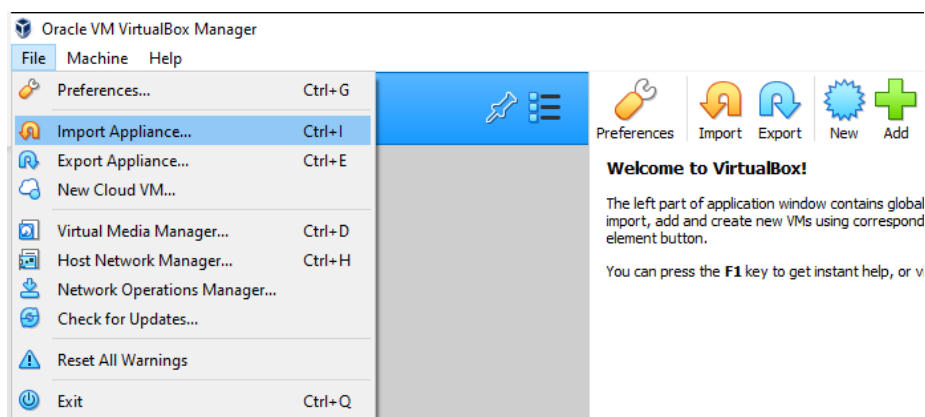 Oracle VM VirtualBox Manager
File Machine Help
Preferences... Ctrl+G
Import Appliance... Ctrl+I
Export Appliance... Ctrl+E
New Cloud VM...
Virtual Media Manager... Ctrl+D
Host Network Manager... Ctrl+H
Network Operations Manager...
Check for Updates...
Reset All Warnings
Exit Ctrl+Q
Preferences Import Export New Add
Welcome to VirtualBox!
The left part of application window contains global
import, add and create new VMs using correspond
element button.
You can press the F1 key to get instant help, or